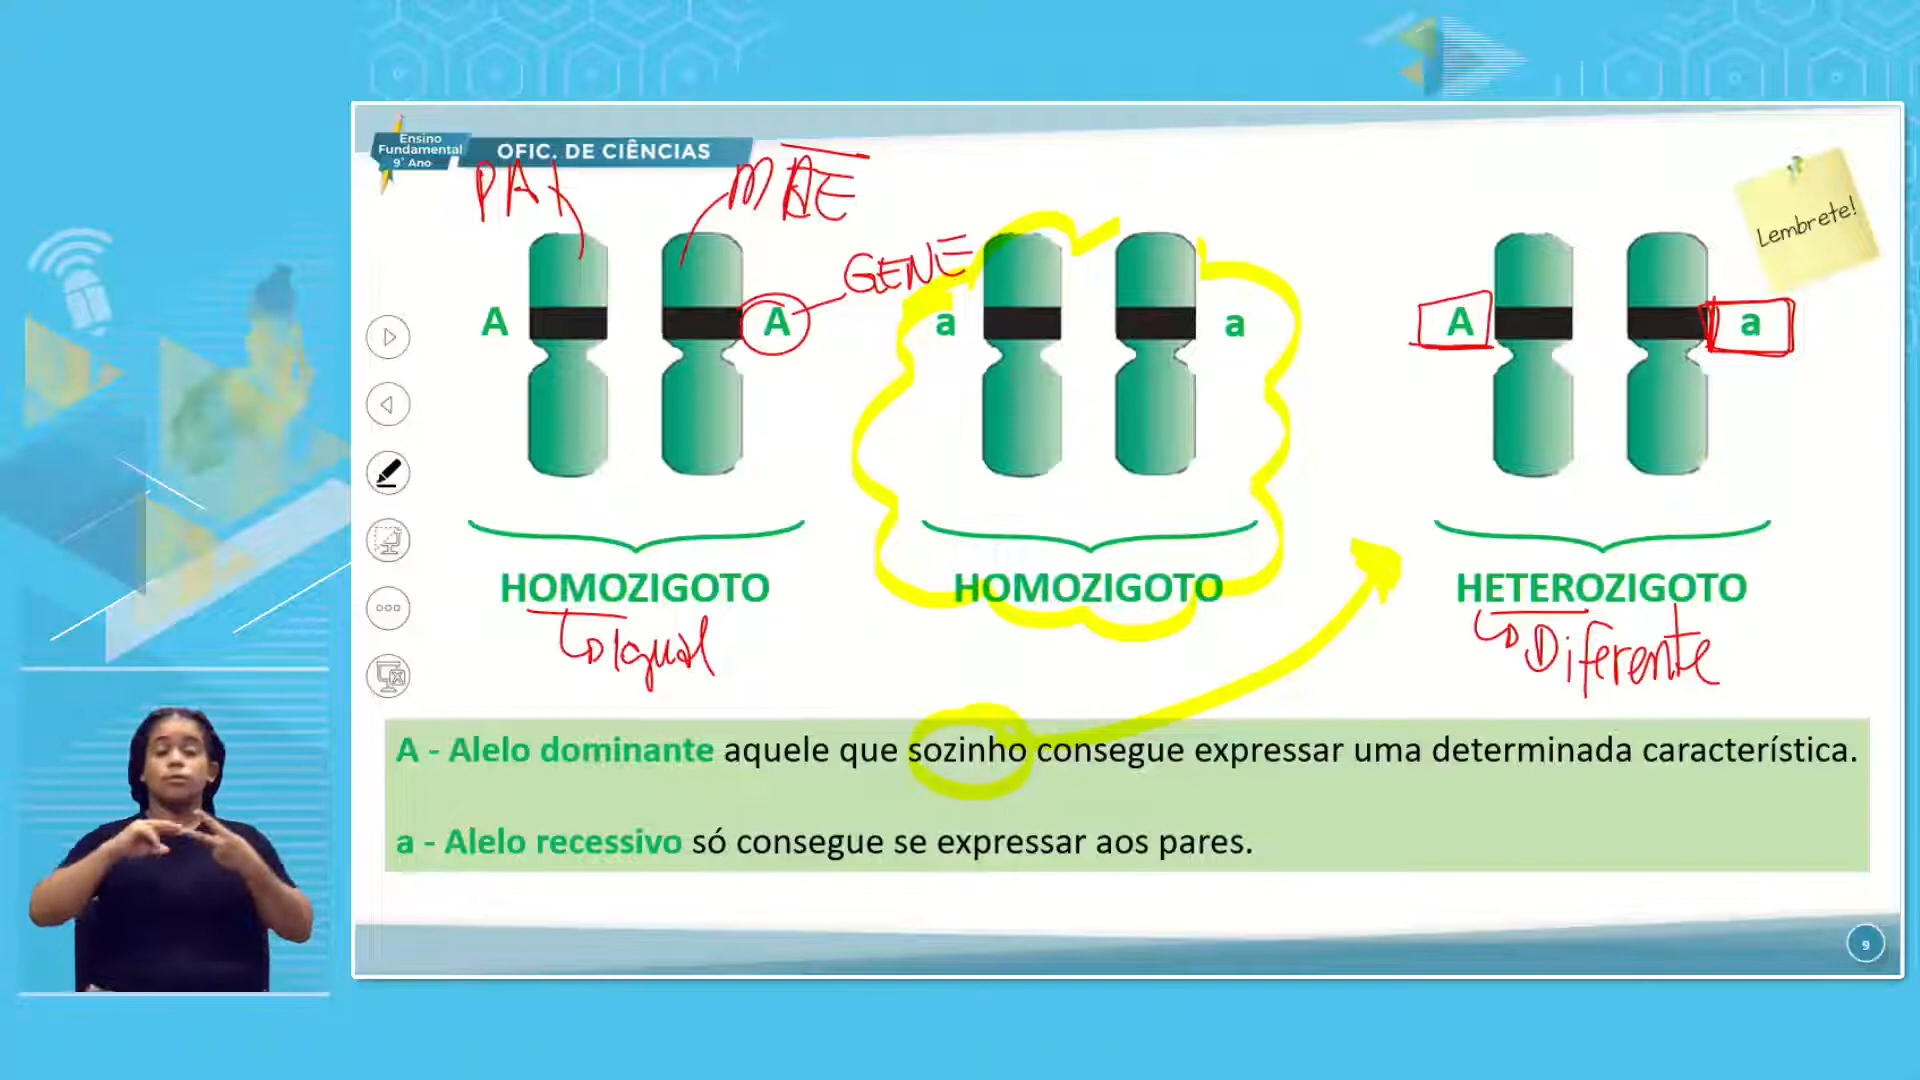 Ensino
Fundamental
9° Ano
OFIC. DE CIÊNCIAS
PAI
MÃE
GENE
Lembrete!
A
A
a
a
A
a
HOMOZIGOTO
HOMOZIGOTO
HETEROZIGOTO
Igual
Diferente
A - Alelo dominante aquele que sozinho consegue expressar uma determinada característica.
a - Alelo recessivo só consegue se expressar aos pares.
9